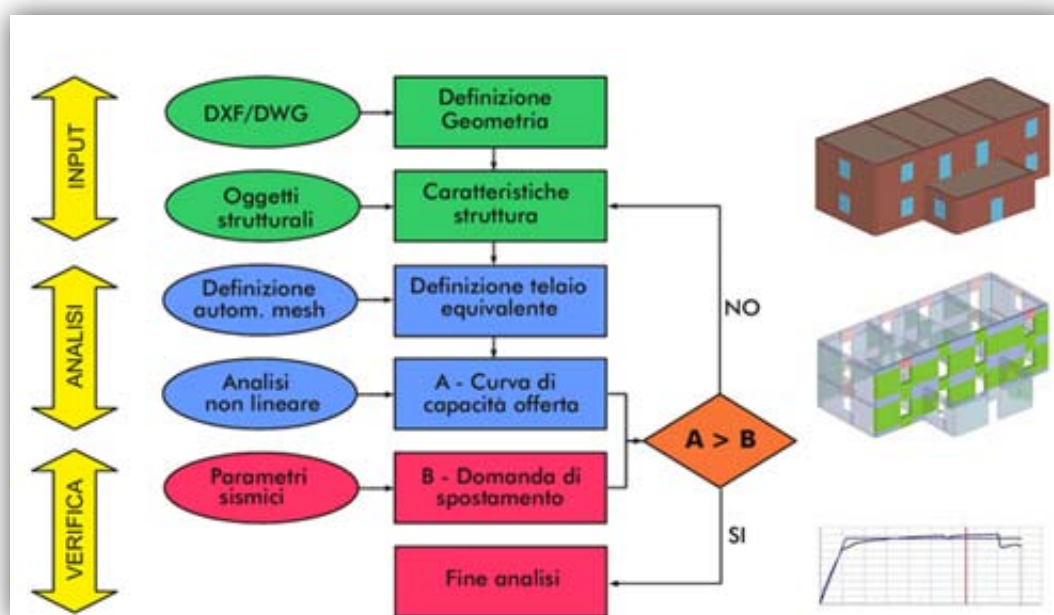 INPUT
DXF/DWG
Definizione
Geometria
Oggetti
strutturali
Caratteristiche
struttura
ANALISI
Definizione
autom. mesh
Definizione telaio
equivalente
NO
Analisi
non lineare
A - Curva di
capacità offerta
A > B
VERIFICA
Parametri
sismici
B - Domanda di
spostamento
SI
Fine analisi